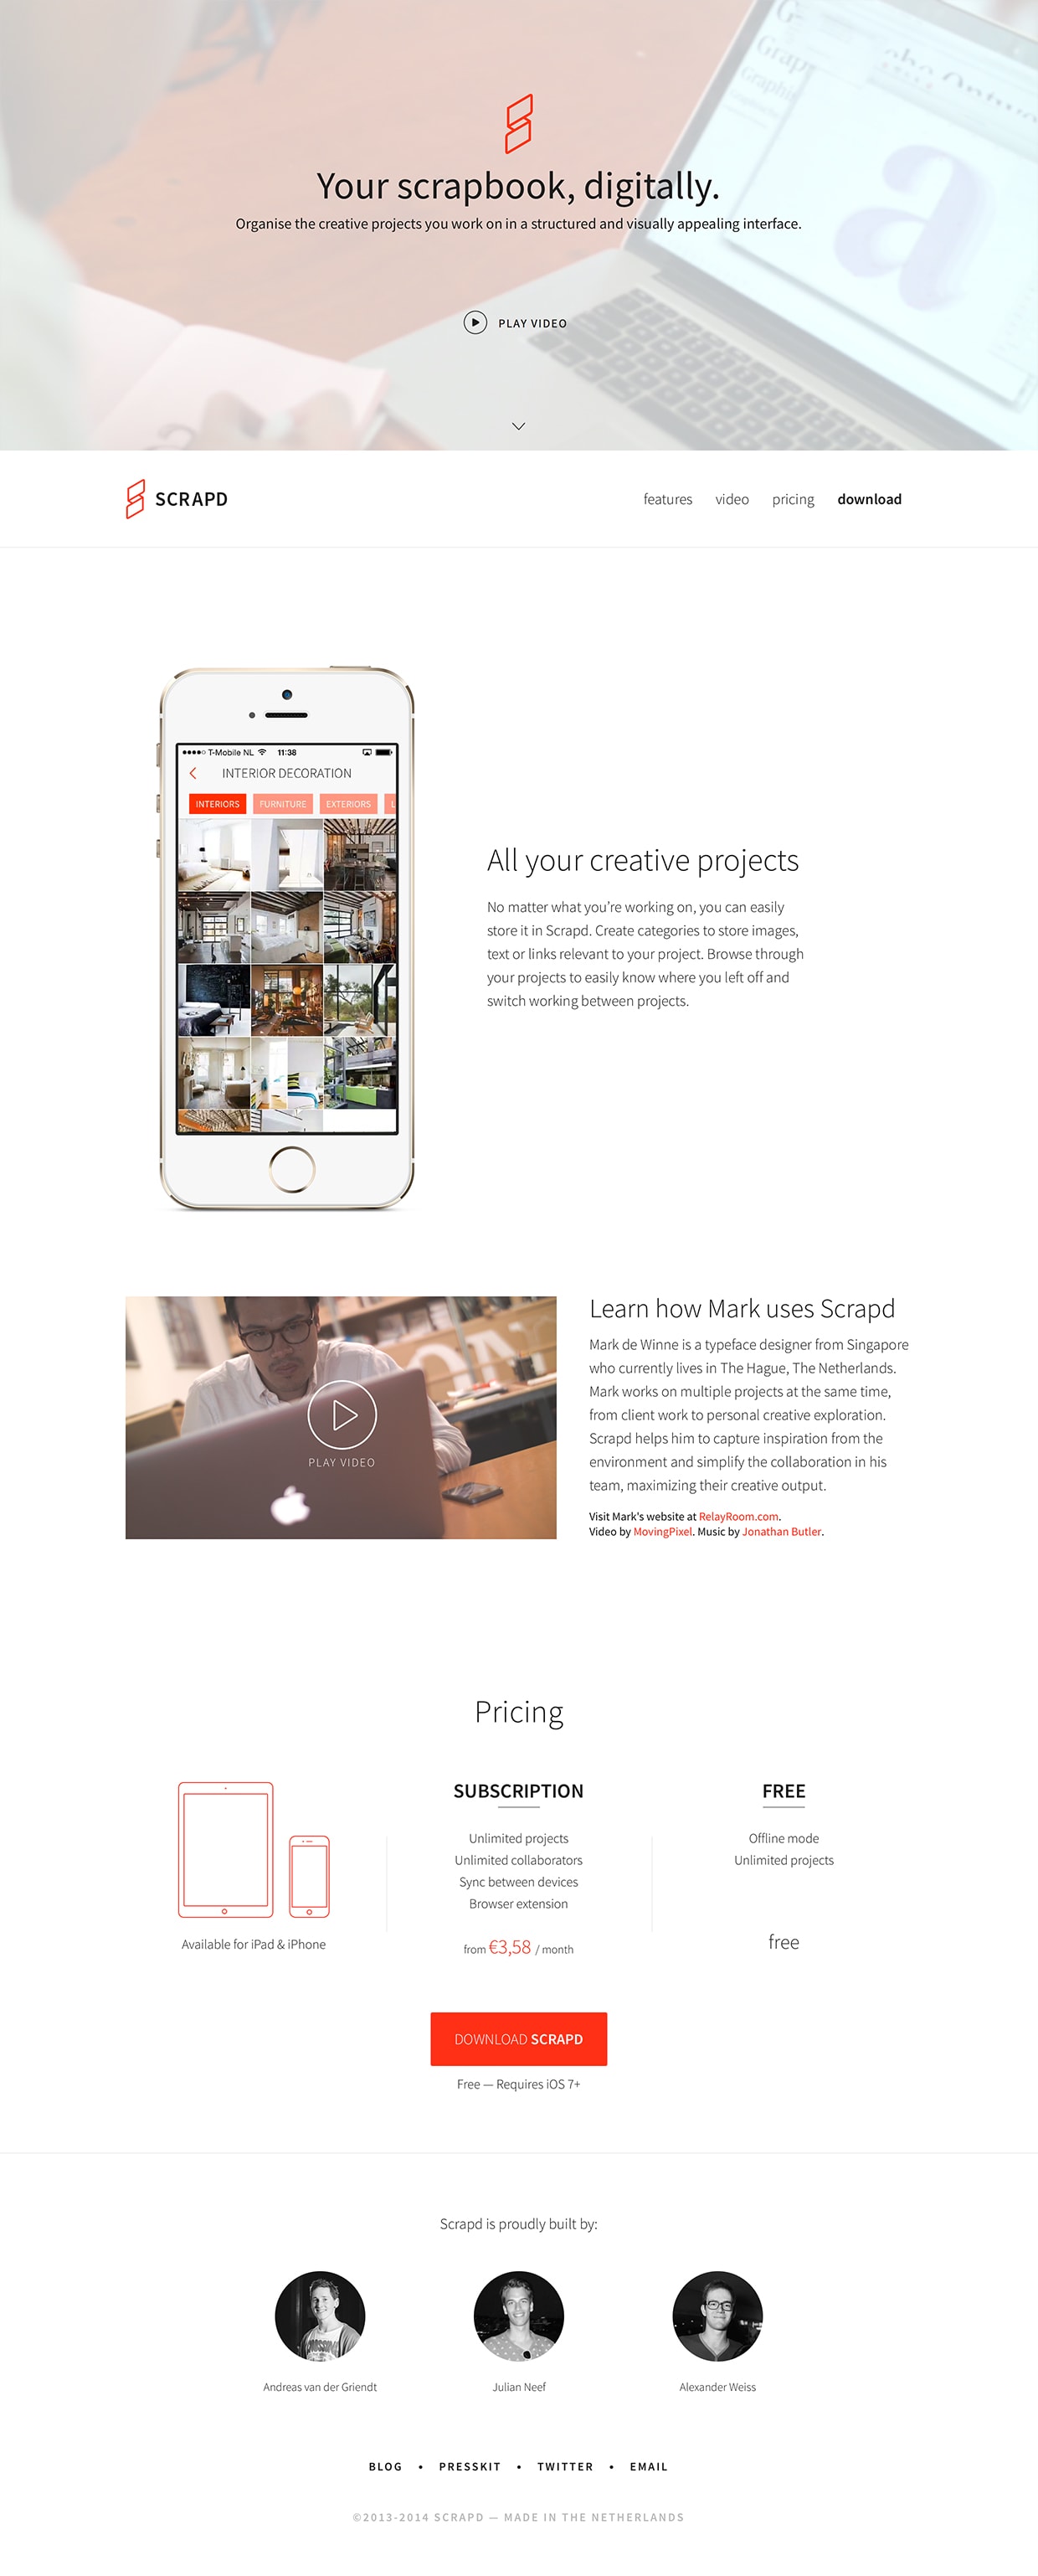 Your scrapbook, digitally.
Organise the creative projects you work on in a structured and visually appealing interface.
PLAY VIDEO
SCRAPD
features video pricing download
T-Mobile NL 11:38
INTERIOR DECORATION
INTERIORS FURNITURE EXTERIORS L
All your creative projects
No matter what you’re working on, you can easily
store it in Scrapd. Create categories to store images,
text or links relevant to your project. Browse through
your projects to easily know where you left off and
switch working between projects.
Learn how Mark uses Scrapd
Mark de Winne is a typeface designer from Singapore
who currently lives in The Hague, The Netherlands.
Mark works on multiple projects at the same time,
from client work to personal creative exploration.
Scrapd helps him to capture inspiration from the
environment and simplify the collaboration in his
team, maximizing their creative output.
PLAY VIDEO
Visit Mark's website at RelayRoom.com.
Video by MovingPixel. Music by Jonathan Butler.
Pricing
Available for iPad & iPhone
SUBSCRIPTION
Unlimited projects
Unlimited collaborators
Sync between devices
Browser extension
from €3,58 / month
FREE
Offline mode
Unlimited projects
free
DOWNLOAD SCRAPD
Free — Requires iOS 7+
Scrapd is proudly built by:
Andreas van der Griendt
Julian Neef
Alexander Weiss
BLOG • PRESSKIT • TWITTER • EMAIL
©2013-2014 SCRAPD — MADE IN THE NETHERLANDS